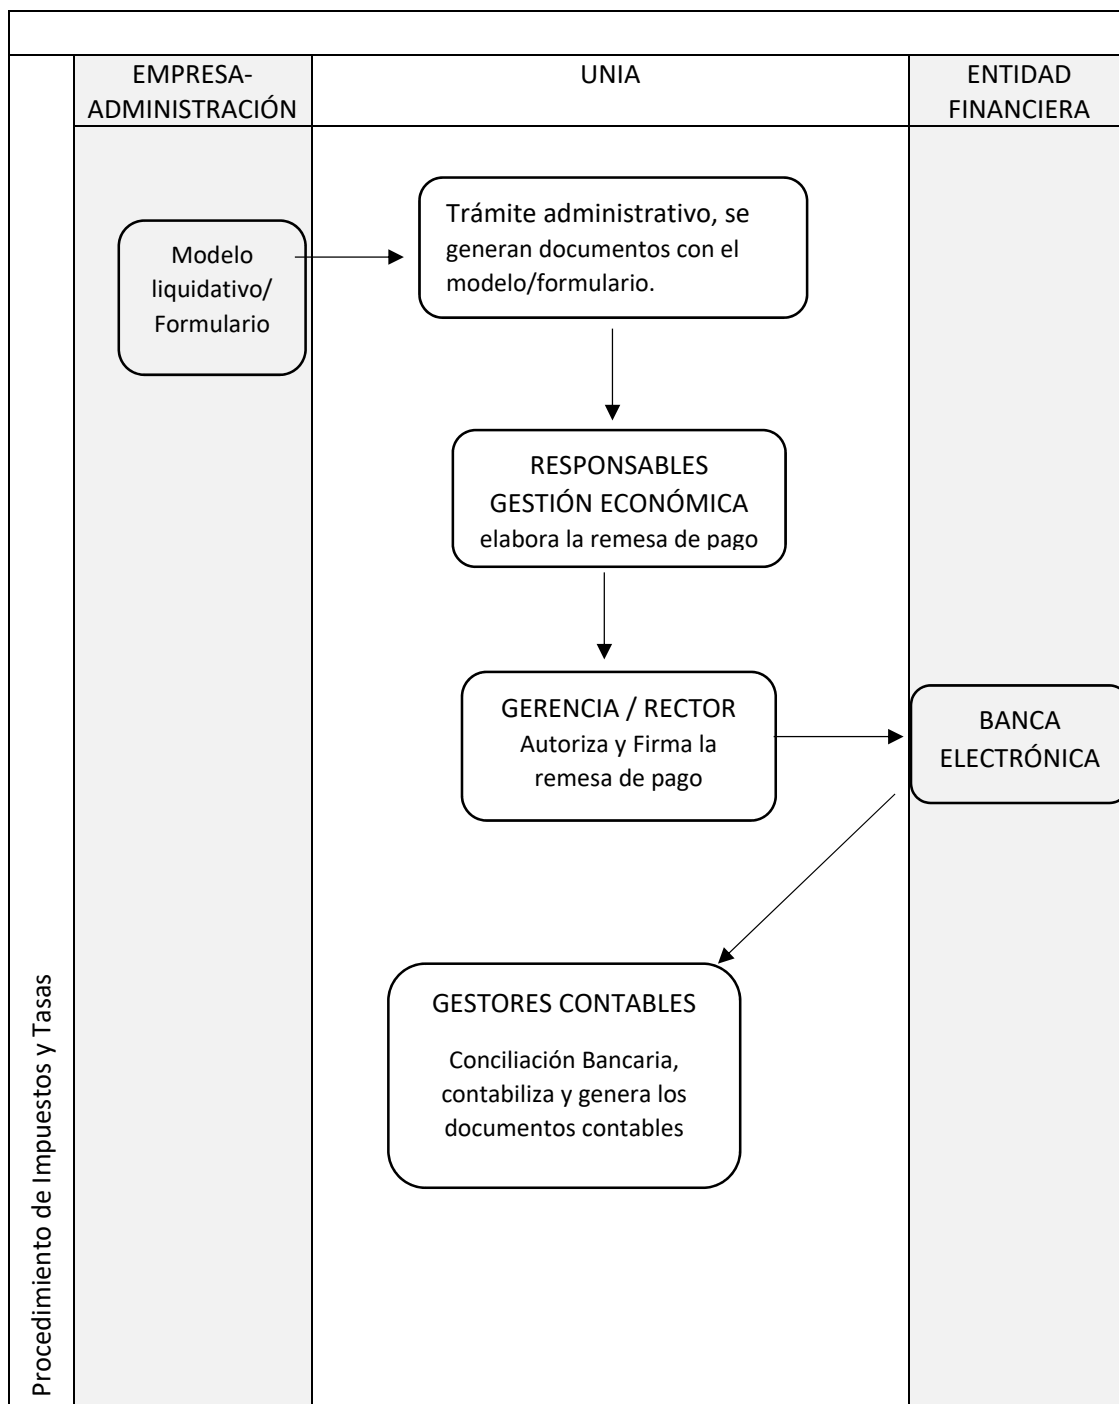 EMPRESA-
ADMINISTRACIÓN
UNIA
ENTIDAD
FINANCIERA
Modelo
liquidativo/
Formulario
Trámite administrativo, se
generan documentos con el
modelo/formulario.
RESPONSABLES
GESTIÓN ECONÓMICA
elabora la remesa de pago
GERENCIA / RECTOR
Autoriza y Firma la
remesa de pago
BANCA
ELECTRÓNICA
GESTORES CONTABLES
Conciliación Bancaria,
contabiliza y genera los
documentos contables
Procedimiento de Impuestos y Tasas